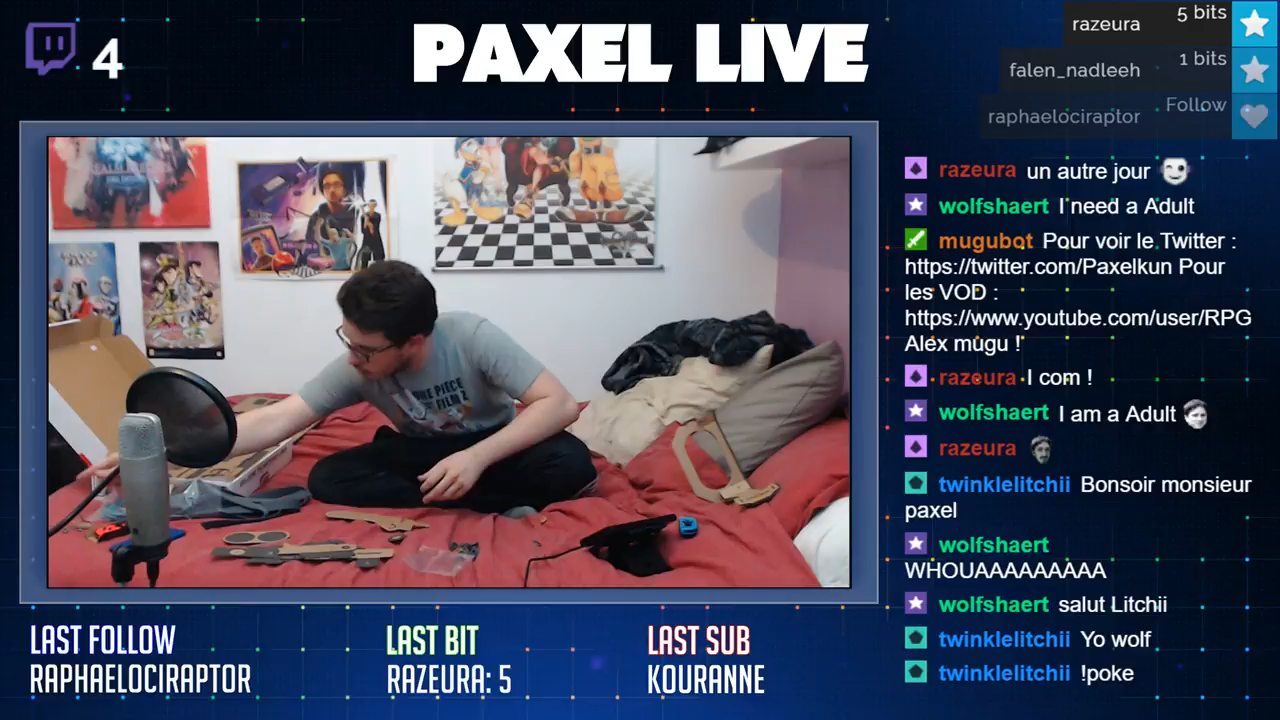 4
PAXEL LIVE
razeura 5 bits
falen_nadleeh 1 bits
raphaelociraptor Follow
razeura un autre jour
wolfshaert I need a Adult
mugubot Pour voir le Twitter :
https://twitter.com/Paxelkun Pour
les VOD :
https://www.youtube.com/user/RPG
Alex mugu !
razeura I com !
wolfshaert I am a Adult
razeura
twinklelitchii Bonsoir monsieur
paxel
wolfshaert
WHOUAAAAAAAAA
wolfshaert salut Litchii
twinklelitchii Yo wolf
twinklelitchii !poke
ONE PIECE
FILM Z
LAST FOLLOW
RAPHAELOCIRAPTOR
LAST BIT
RAZEURA: 5
LAST SUB
KOURANNE